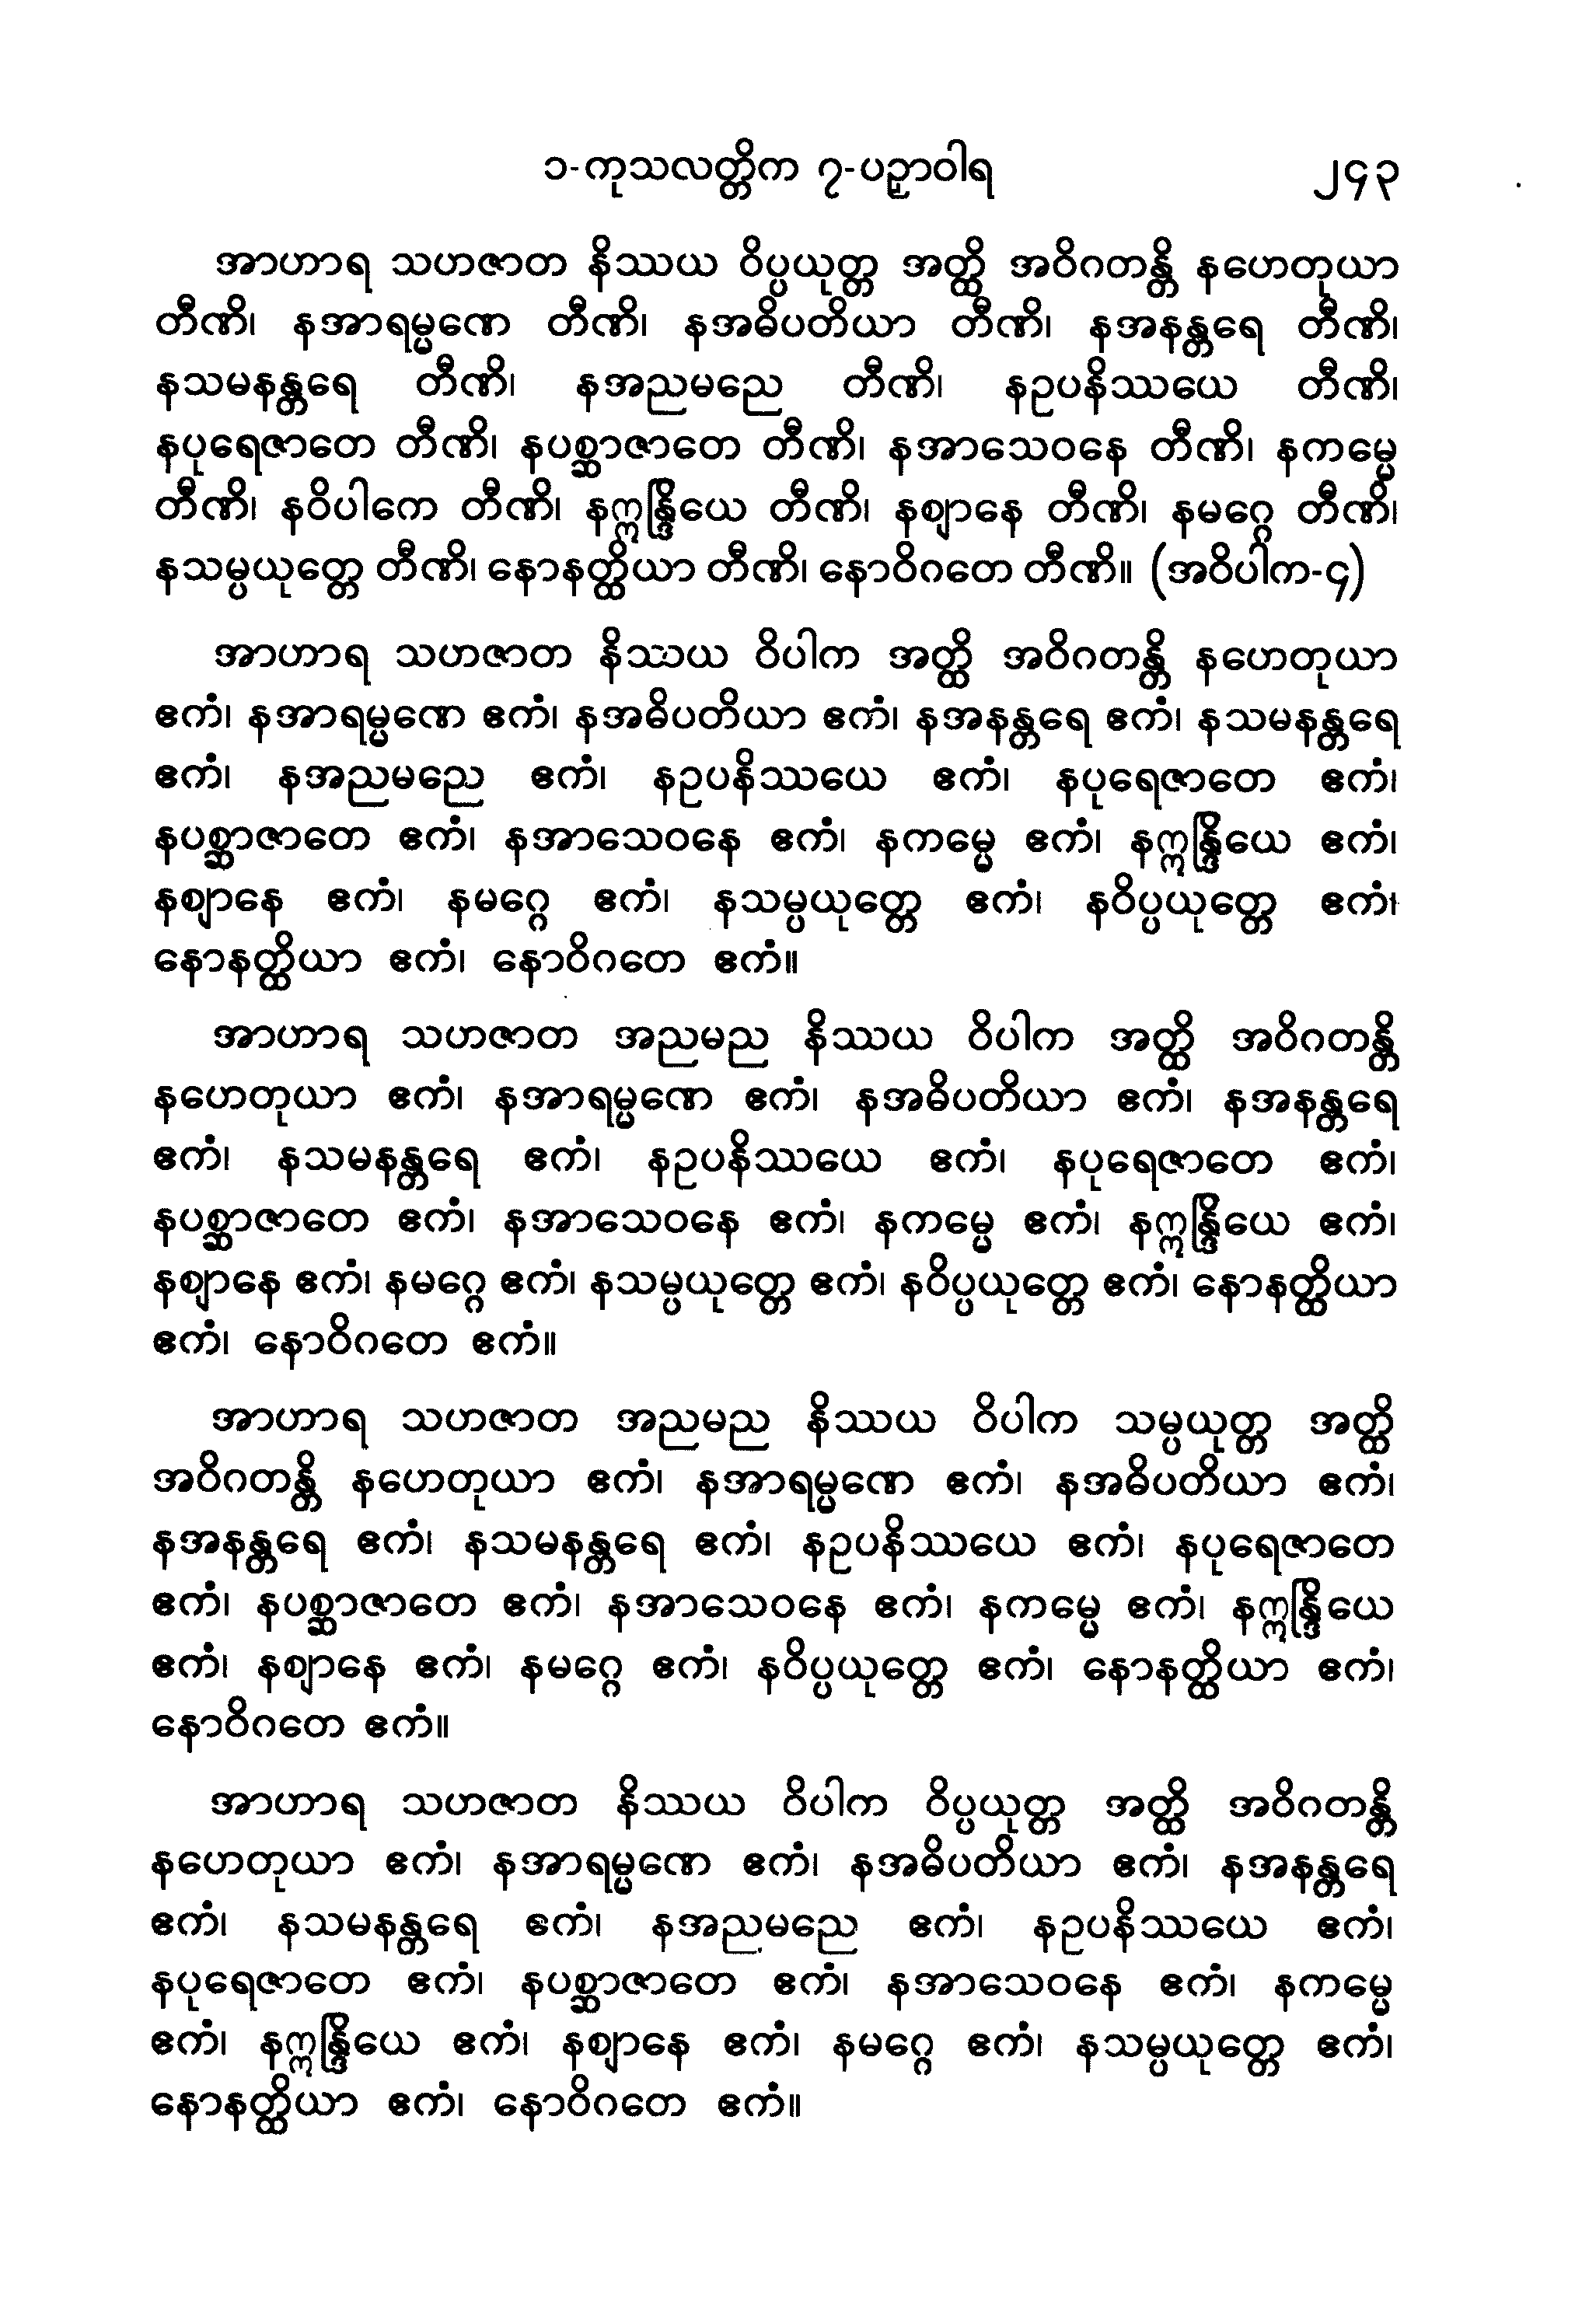 ၁-ကုသလတ္တိက ၇-ပဉှာဝါရ ၂၄၃
အာဟာရ သဟဇာတ နိဿယ ဝိပ္ပယုတ္တ အတ္ထိ အဝိဂတန္တိ နဟေတုယာ
တီဏိ၊ နအာရမ္မဏေ တီဏိ၊ နအဓိပတိယာ တီဏိ၊ နအနန္တရေ တီဏိ၊
နသမနန္တရေ တီဏိ၊ နအညမညေ တီဏိ၊ နဥပနိဿယေ တီဏိ၊
နပုရေဇာတေ တီဏိ၊ နပစ္ဆာဇာတေ တီဏိ၊ နအာသေဝနေ တီဏိ၊ နကမ္မေ
တီဏိ၊ နဝိပါကေ တီဏိ၊ နဣန္ဒြိယေ တီဏိ၊ နဈာနေ တီဏိ၊ နမဂ္ဂေ တီဏိ၊
နသမ္ပယုတ္တေ တီဏိ၊ နောနတ္ထိယာ တီဏိ၊ နောဝိဂတေ တီဏိ။ (အဝိပါက-၄)
အာဟာရ သဟဇာတ နိဿယ ဝိပါက အတ္ထိ အဝိဂတန္တိ နဟေတုယာ
ဧကံ၊ နအာရမ္မဏေ ဧကံ၊ နအဓိပတိယာ ဧကံ၊ နအနန္တရေ ဧကံ၊ နသမနန္တရေ
ဧကံ၊ နအညမညေ ဧကံ၊ နဥပနိဿယေ ဧကံ၊ နပုရေဇာတေ ဧကံ၊
နပစ္ဆာဇာတေ ဧကံ၊ နအာသေဝနေ ဧကံ၊ နကမ္မေ ဧကံ၊ နဣန္ဒြိယေ ဧကံ၊
နဈာနေ ဧကံ၊ နမဂ္ဂေ ဧကံ၊ နသမ္ပယုတ္တေ ဧကံ၊ နဝိပ္ပယုတ္တေ ဧကံ၊
နောနတ္ထိယာ ဧကံ၊ နောဝိဂတေ ဧကံ။
အာဟာရ သဟဇာတ အညမည နိဿယ ဝိပါက အတ္ထိ အဝိဂတန္တိ
နဟေတုယာ ဧကံ၊ နအာရမ္မဏေ ဧကံ၊ နအဓိပတိယာ ဧကံ၊ နအနန္တရေ
ဧကံ၊ နသမနန္တရေ ဧကံ၊ နဥပနိဿယေ ဧကံ၊ နပုရေဇာတေ ဧကံ၊
နပစ္ဆာဇာတေ ဧကံ၊ နအာသေဝနေ ဧကံ၊ နကမ္မေ ဧကံ၊ နဣန္ဒြိယေ ဧကံ၊
နဈာနေ ဧကံ၊ နမဂ္ဂေ ဧကံ၊ နသမ္ပယုတ္တေ ဧကံ၊ နဝိပ္ပယုတ္တေ ဧကံ၊ နောနတ္ထိယာ
ဧကံ၊ နောဝိဂတေ ဧကံ။
အာဟာရ သဟဇာတ အညမည နိဿယ ဝိပါက သမ္ပယုတ္တ အတ္ထိ
အဝိဂတန္တိ နဟေတုယာ ဧကံ၊ နအာရမ္မဏေ ဧကံ၊ နအဓိပတိယာ ဧကံ၊
နအနန္တရေ ဧကံ၊ နသမနန္တရေ ဧကံ၊ နဥပနိဿယေ ဧကံ၊ နပုရေဇာတေ
ဧကံ၊ နပစ္ဆာဇာတေ ဧကံ၊ နအာသေဝနေ ဧကံ၊ နကမ္မေ ဧကံ၊ နဣန္ဒြိယေ
ဧကံ၊ နဈာနေ ဧကံ၊ နမဂ္ဂေ ဧကံ၊ နဝိပ္ပယုတ္တေ ဧကံ၊ နောနတ္ထိယာ ဧကံ၊
နောဝိဂတေ ဧကံ။
အာဟာရ သဟဇာတ နိဿယ ဝိပါက ဝိပ္ပယုတ္တ အတ္ထိ အဝိဂတန္တိ
နဟေတုယာ ဧကံ၊ နအာရမ္မဏေ ဧကံ၊ နအဓိပတိယာ ဧကံ၊ နအနန္တရေ
ဧကံ၊ နသမနန္တရေ ဧကံ၊ နအညမညေ ဧကံ၊ နဥပနိဿယေ ဧကံ၊
နပုရေဇာတေ ဧကံ၊ နပစ္ဆာဇာတေ ဧကံ၊ နအာသေဝနေ ဧကံ၊ နကမ္မေ
ဧကံ၊ နဣန္ဒြိယေ ဧကံ၊ နဈာနေ ဧကံ၊ နမဂ္ဂေ ဧကံ၊ နသမ္ပယုတ္တေ ဧကံ၊
နောနတ္ထိယာ ဧကံ၊ နောဝိဂတေ ဧကံ။